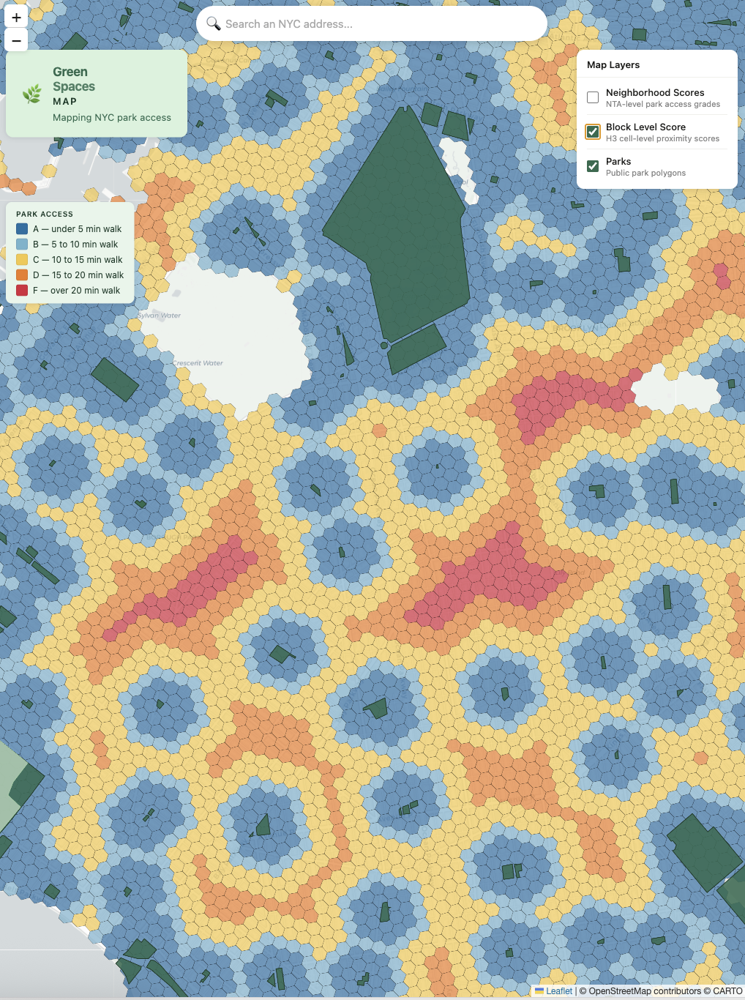 +
−
Search an NYC address...
Green
Spaces
MAP
Mapping NYC park access
Map Layers
Neighborhood Scores
NTA-level park access grades
Block Level Score
H3 cell-level proximity scores
Parks
Public park polygons
PARK ACCESS
A — under 5 min walk
B — 5 to 10 min walk
C — 10 to 15 min walk
D — 15 to 20 min walk
F — over 20 min walk
Sylvan Water
Crescent Water
Leaflet | © OpenStreetMap contributors © CARTO